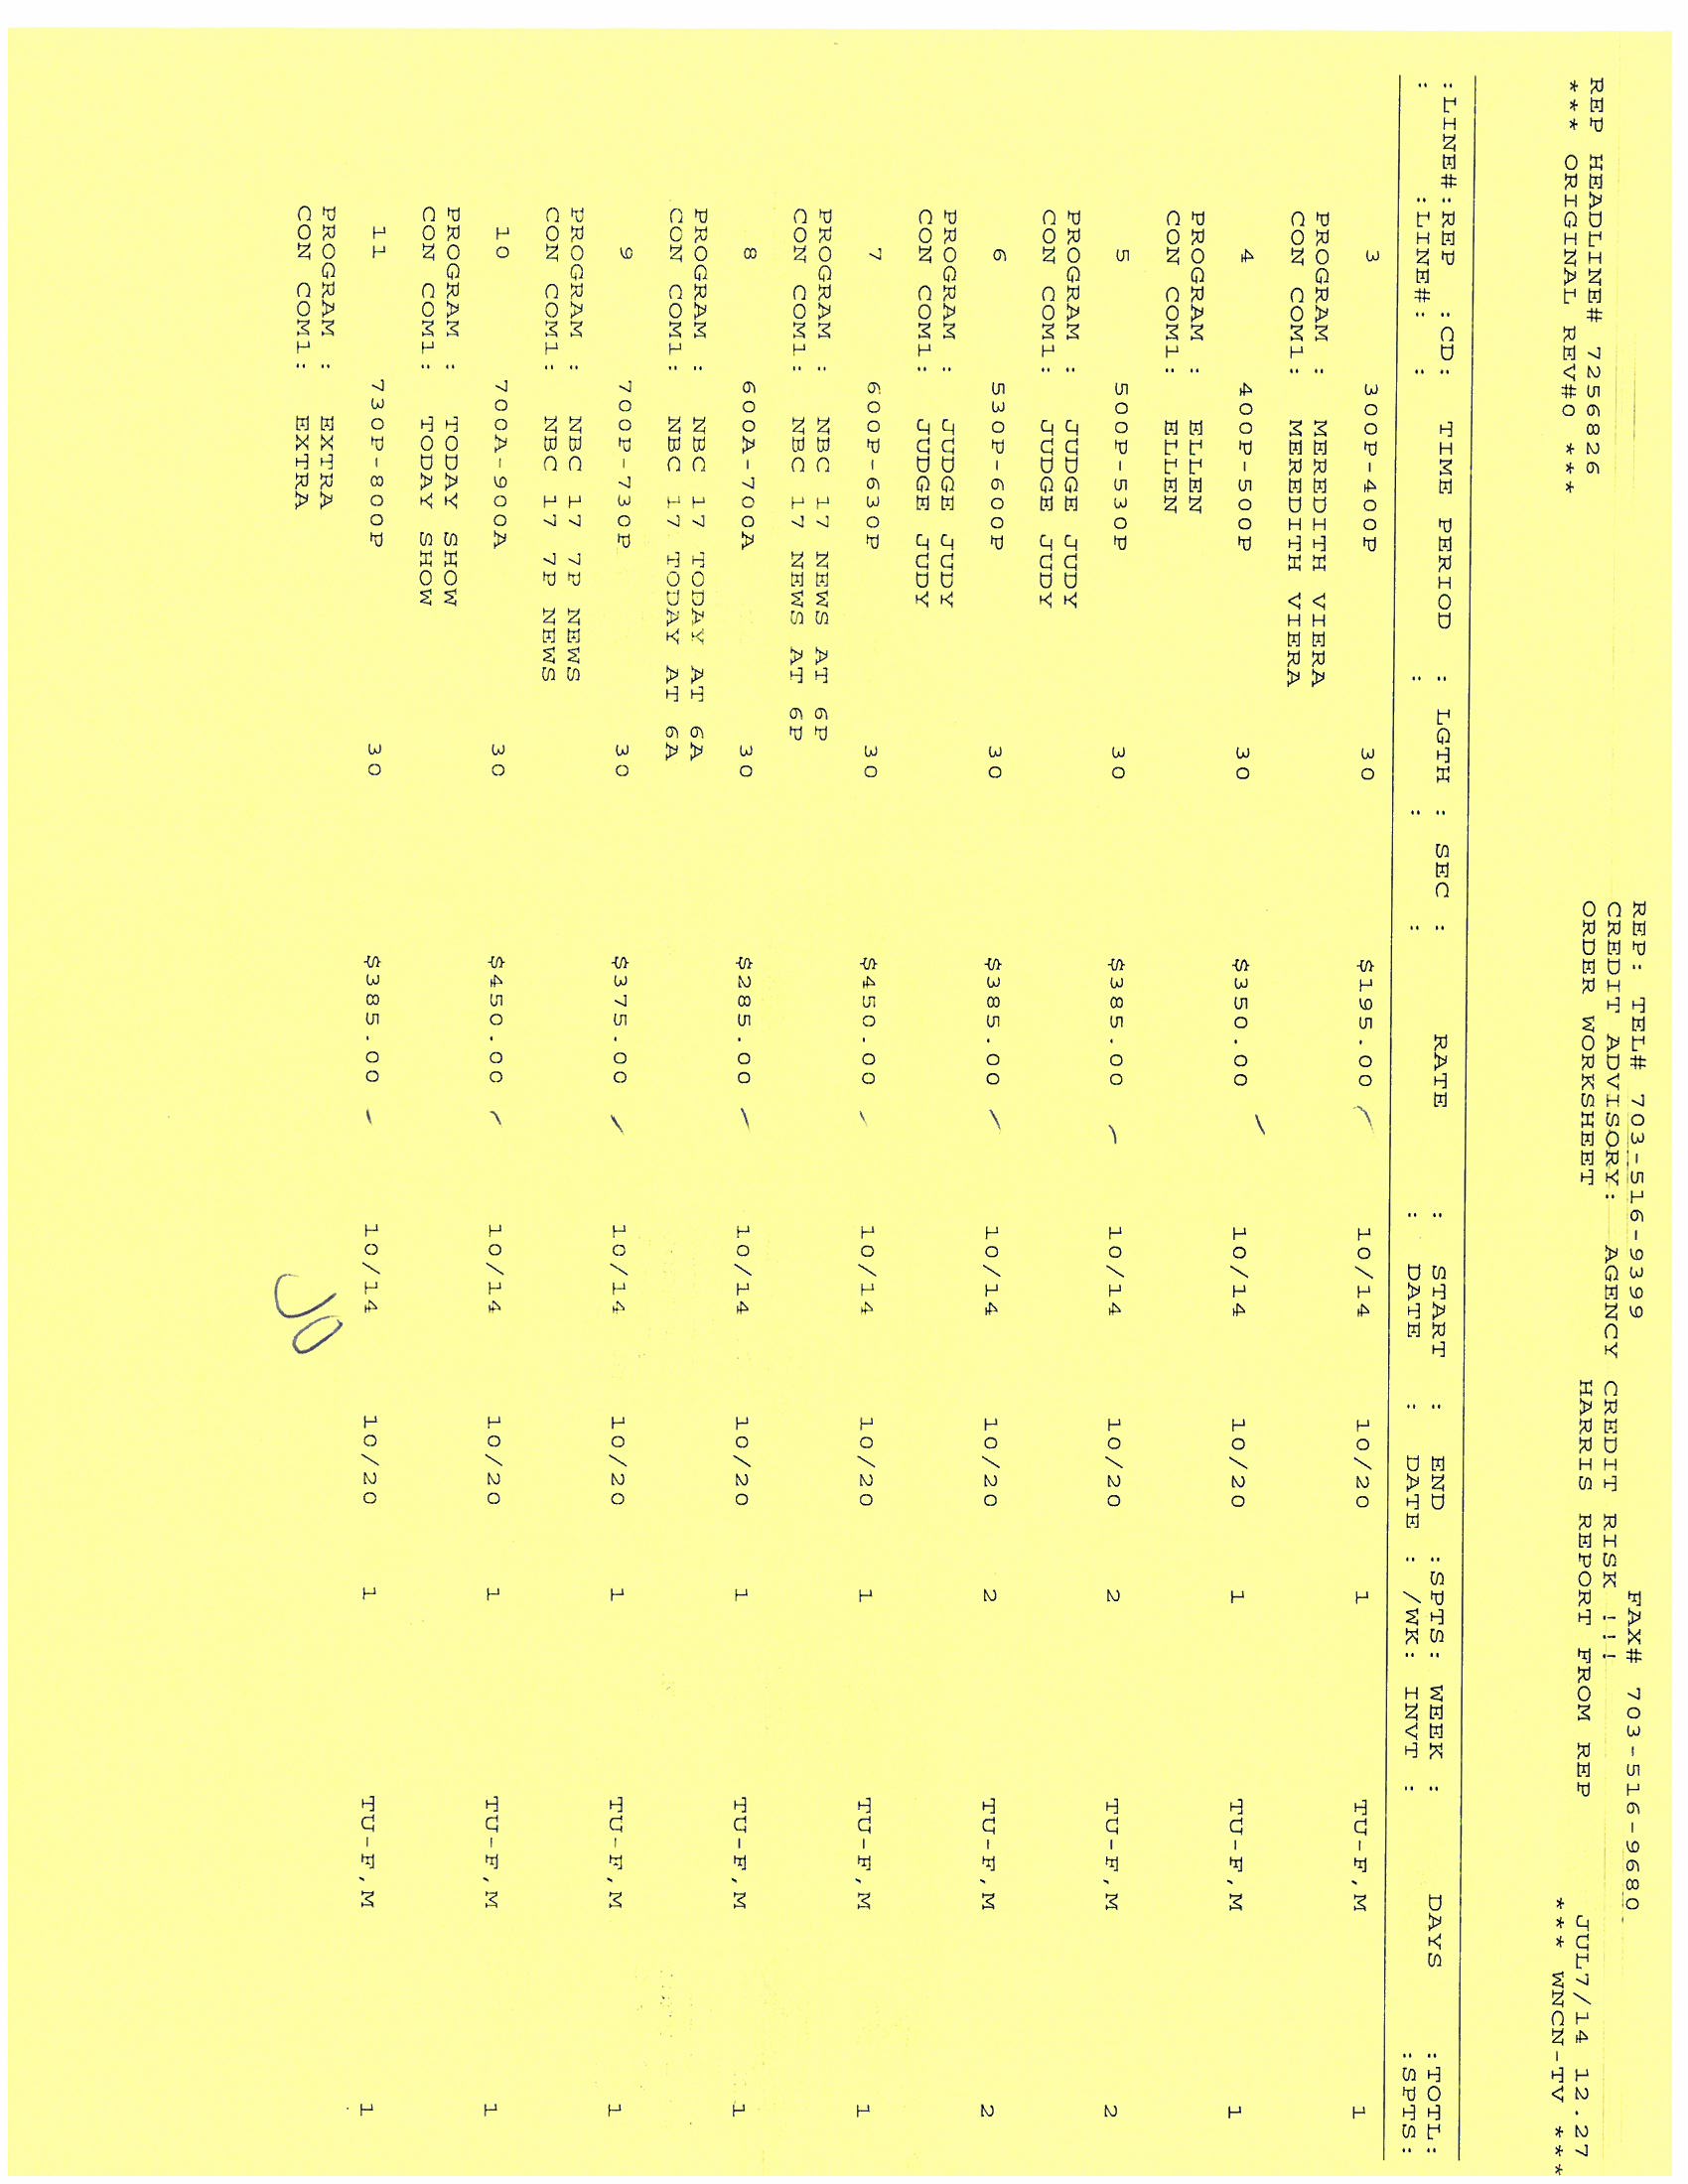 REP: TEL# 703-516-9399 FAX# 703-516-9680
CREDIT ADVISORY: AGENCY CREDIT RISK !!!
REP HEADLINE# 7256826 ORDER WORKSHEET HARRIS REPORT FROM REP JUL7/14 12.27
*** ORIGINAL REV#0 *** *** WNCN-TV ***
:LINE#:REP :CD: TIME PERIOD : LGTH : SEC : RATE : START : END :SPTS: WEEK : DAYS :TOTL:
: :LINE#: : : : : : DATE : DATE : /WK: INVT : :SPTS:
3 300P-400P 30 $195.00 10/14 10/20 1 TU-F,M 1
PROGRAM : MEREDITH VIERA
CON COM1: MEREDITH VIERA
4 400P-500P 30 $350.00 10/14 10/20 1 TU-F,M 1
PROGRAM : ELLEN
CON COM1: ELLEN
5 500P-530P 30 $385.00 10/14 10/20 2 TU-F,M 2
PROGRAM : JUDGE JUDY
CON COM1: JUDGE JUDY
6 530P-600P 30 $385.00 10/14 10/20 2 TU-F,M 2
PROGRAM : JUDGE JUDY
CON COM1: JUDGE JUDY
7 600P-630P 30 $450.00 10/14 10/20 1 TU-F,M 1
PROGRAM : NBC 17 NEWS AT 6P
CON COM1: NBC 17 NEWS AT 6P
8 600A-700A 30 $285.00 10/14 10/20 1 TU-F,M 1
PROGRAM : NBC 17 TODAY AT 6A
CON COM1: NBC 17 TODAY AT 6A
9 700P-730P 30 $375.00 10/14 10/20 1 TU-F,M 1
PROGRAM : NBC 17 7P NEWS
CON COM1: NBC 17 7P NEWS
10 700A-900A 30 $450.00 10/14 10/20 1 TU-F,M 1
PROGRAM : TODAY SHOW
CON COM1: TODAY SHOW
11 730P-800P 30 $385.00 10/14 10/20 1 TU-F,M 1
PROGRAM : EXTRA
CON COM1: EXTRA